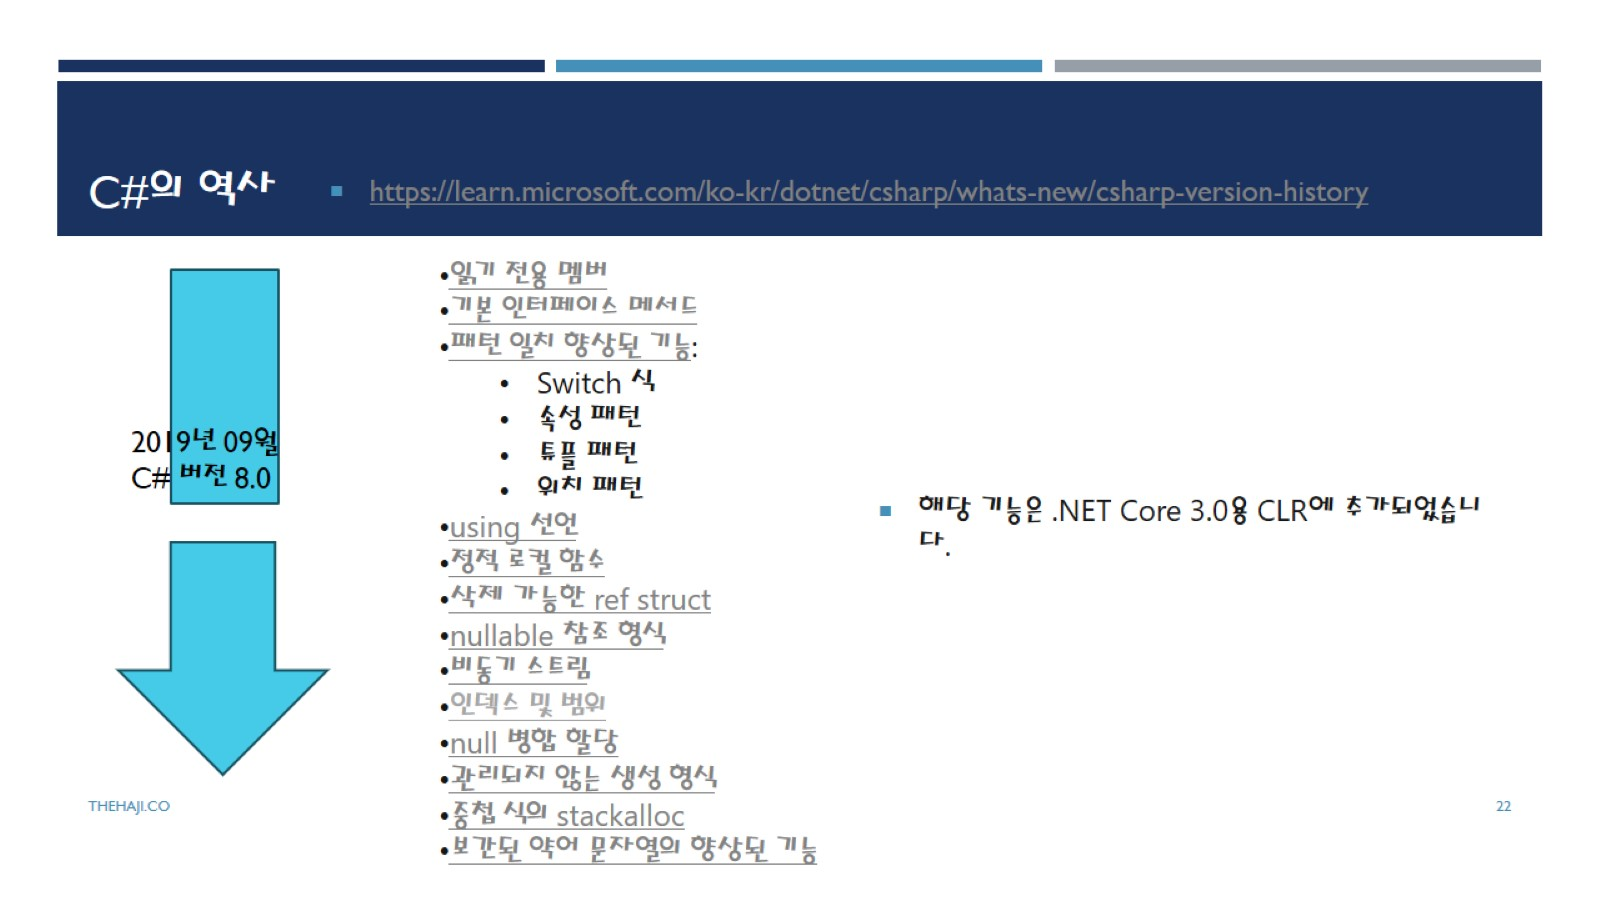 C#의 역사
▪ https://learn.microsoft.com/ko-kr/dotnet/csharp/whats-new/csharp-version-history
2019년 09월
C# 버전 8.0
•읽기 전용 멤버
•기본 인터페이스 메서드
•패턴 일치 향상된 기능:
• Switch 식
• 속성 패턴
• 튜플 패턴
• 위치 패턴
•using 선언
•정적 로컬 함수
•삭제 가능한 ref struct
•nullable 참조 형식
•비동기 스트림
•인덱스 및 범위
•null 병합 할당
•관리되지 않는 생성 형식
•중첩 식의 stackalloc
•보간된 약어 문자열의 향상된 기능
▪ 해당 기능은 .NET Core 3.0용 CLR에 추가되었습니
다.
THEHAJI.CO
22